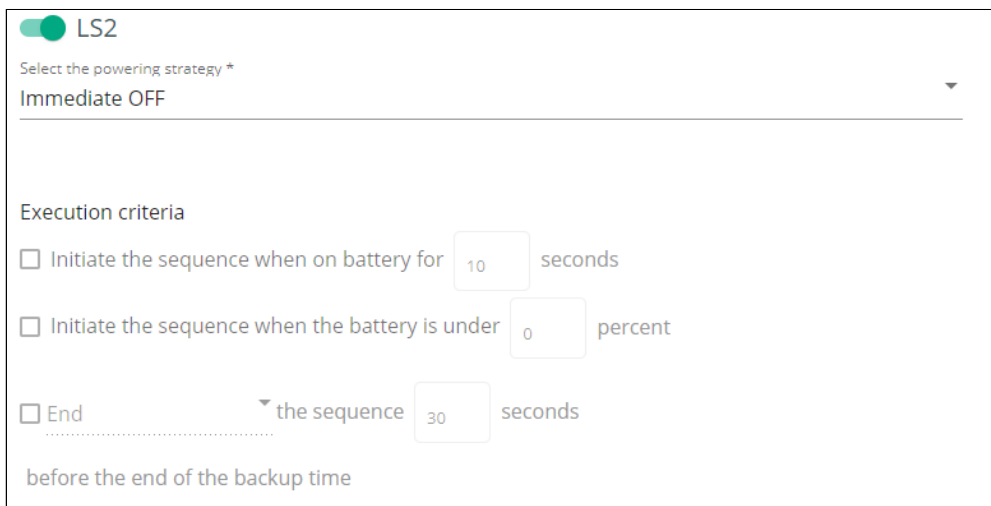 LS2
Select the powering strategy *
Immediate OFF
Execution criteria
Initiate the sequence when on battery for 10 seconds
Initiate the sequence when the battery is under 0 percent
End the sequence 30 seconds
before the end of the backup time